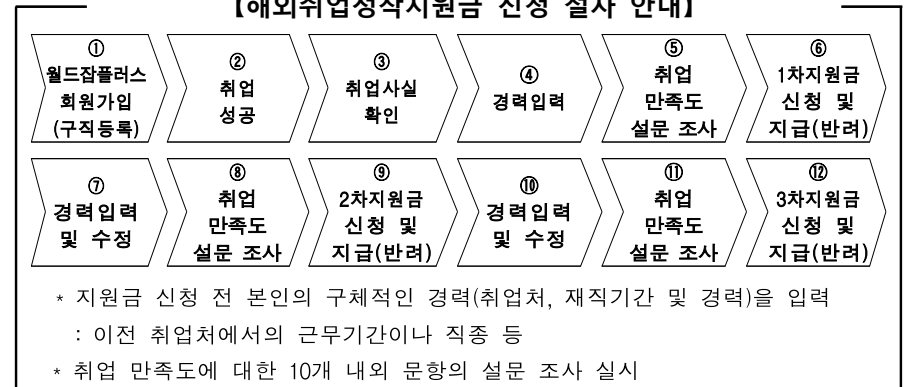 【해외취업정착지원금 신청 절차 안내】
①
월드잡플러스
회원가입
(구직등록)
②
취업
성공
③
취업사실
확인
④
경력입력
⑤
취업
만족도
설문 조사
⑥
1차지원금
신청 및
지급(반려)
⑦
경력입력
및 수정
⑧
취업
만족도
설문 조사
⑨
2차지원금
신청 및
지급(반려)
⑩
경력입력
및 수정
⑪
취업
만족도
설문 조사
⑫
3차지원금
신청 및
지급(반려)
* 지원금 신청 전 본인의 구체적인 경력(취업처, 재직기간 및 경력)을 입력
: 이전 취업처에서의 근무기간이나 직종 등
* 취업 만족도에 대한 10개 내외 문항의 설문 조사 실시